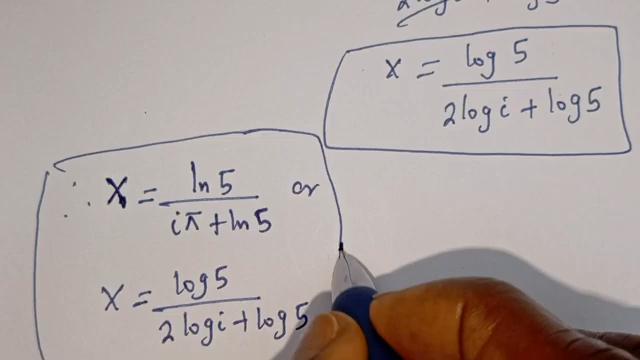 x = log 5 / 2 log i + log 5
∴ x = ln 5 / iπ + ln 5 or
x = log 5 / 2 log i + log 5